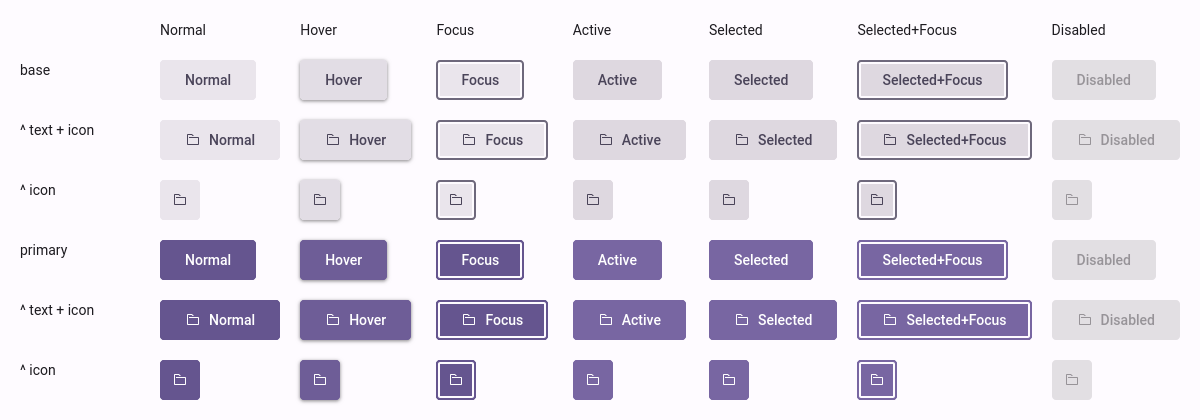 Normal Hover Focus Active Selected Selected+Focus Disabled
base Normal Hover Focus Active Selected Selected+Focus Disabled
^ text + icon Normal Hover Focus Active Selected Selected+Focus Disabled
^ icon
primary Normal Hover Focus Active Selected Selected+Focus Disabled
^ text + icon Normal Hover Focus Active Selected Selected+Focus Disabled
^ icon